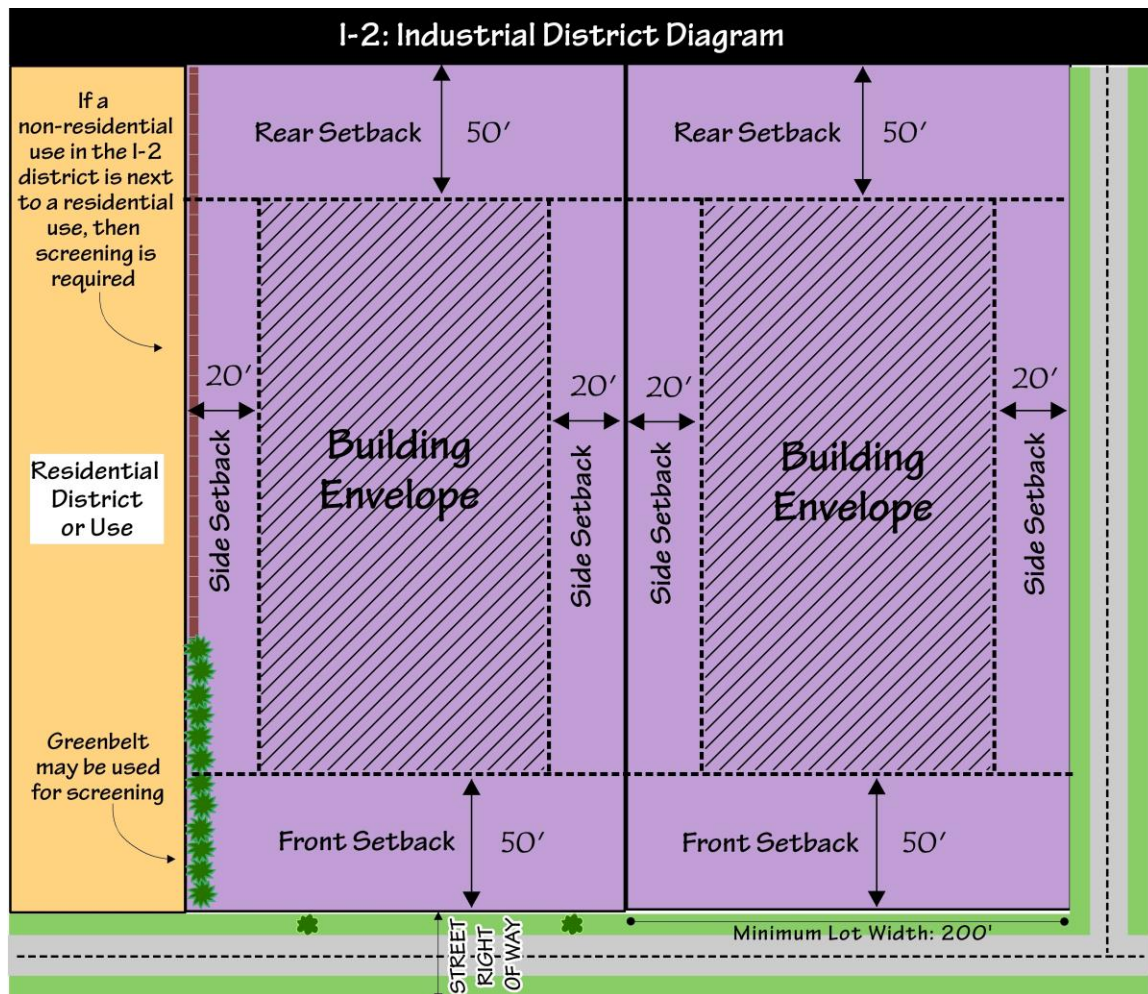 I-2: Industrial District Diagram
If a
non-residential
use in the I-2
district is next
to a residential
use, then
screening is
required
Rear Setback 50'
Rear Setback 50'
20'
20'
20'
20'
Side Setback
Building
Envelope
Side Setback
Side Setback
Building
Envelope
Side Setback
Residential
District
or Use
Greenbelt
may be used
for screening
Front Setback 50'
Front Setback 50'
STREET
RIGHT
OF WAY
Minimum Lot Width: 200'